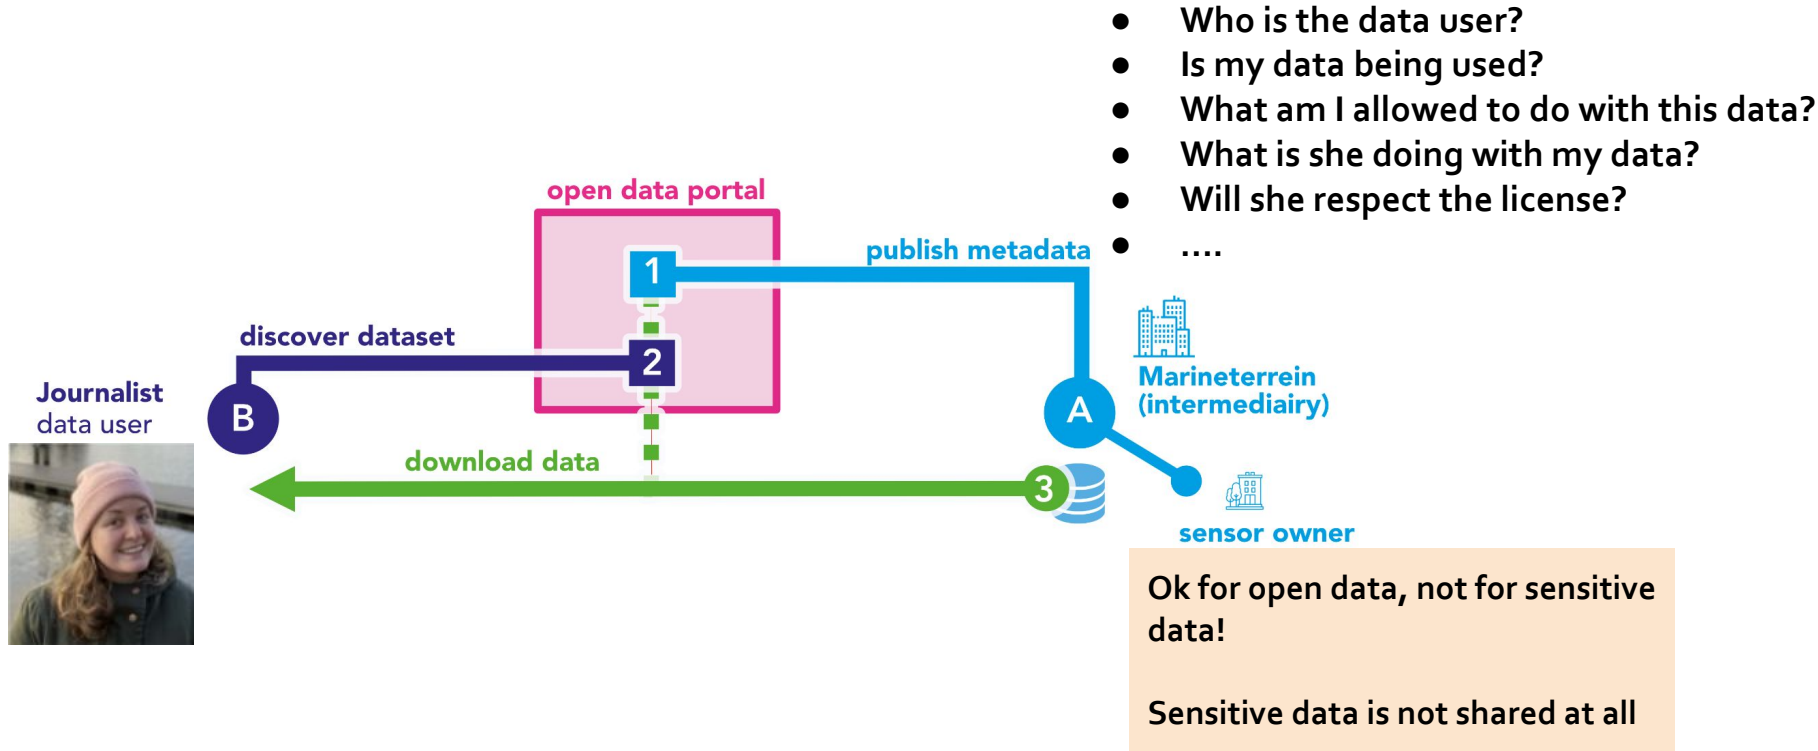 ● Who is the data user?
● Is my data being used?
● What am I allowed to do with this data?
● What is she doing with my data?
● Will she respect the license?
● ....
open data portal
publish metadata
1
discover dataset
2
Journalist
data user
B
Marineterrein
(intermediairy)
A
download data
3
sensor owner
Ok for open data, not for sensitive
data!
Sensitive data is not shared at all